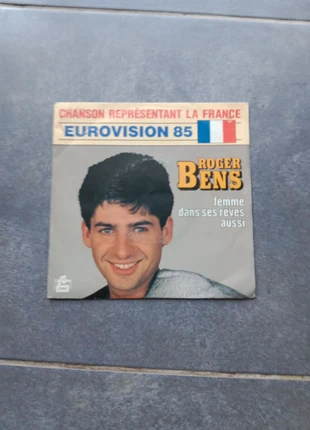 CHANSON REPRÉSENTANT LA FRANCE
EUROVISION 85
ROGER
BENS
femme
dans ses rêves
aussi